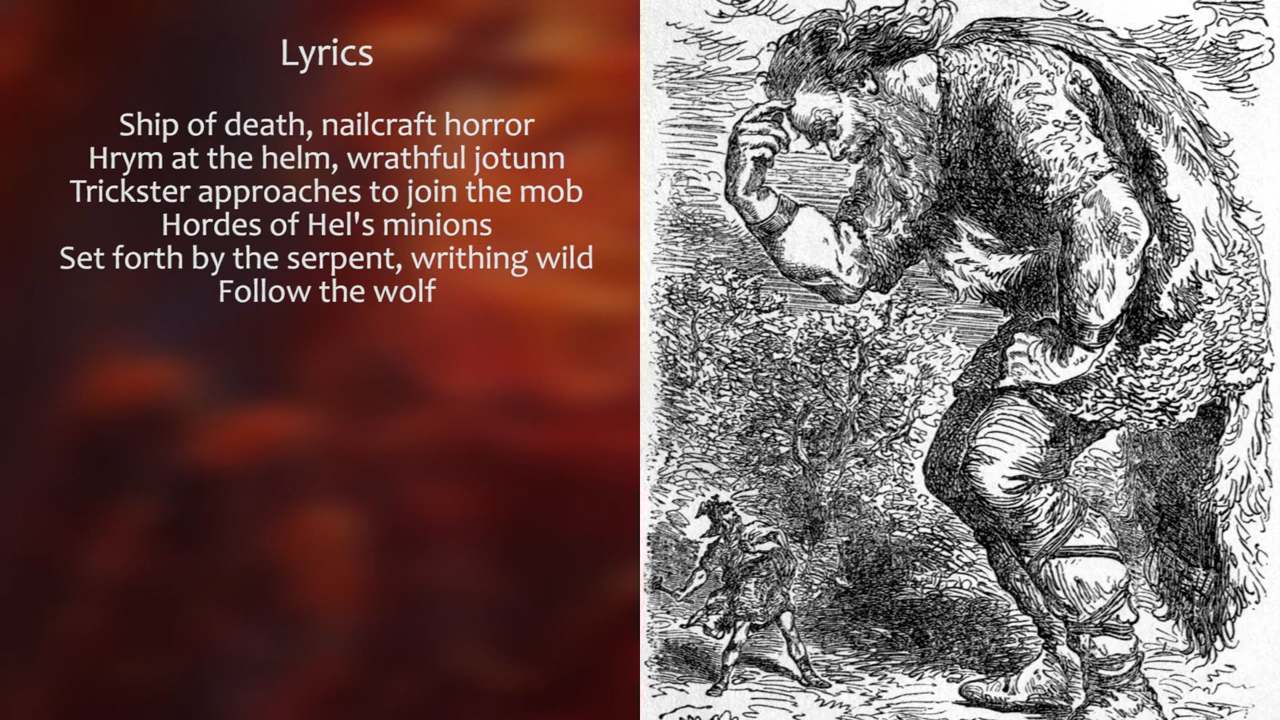 Lyrics
Ship of death, nailcraft horror
Hrym at the helm, wrathful jotunn
Trickster approaches to join the mob
Hordes of Hel's minions
Set forth by the serpent, writhing wild
Follow the wolf